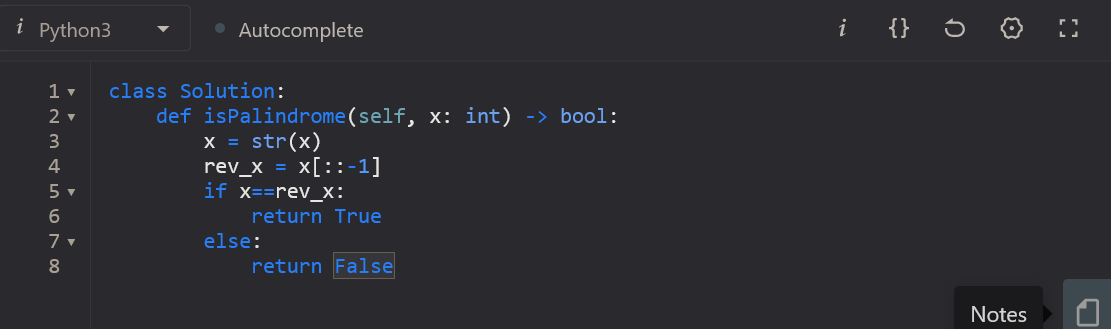 i Python3 Autocomplete i {}
1 class Solution:
2     def isPalindrome(self, x: int) -> bool:
3         x = str(x)
4         rev_x = x[::-1]
5         if x==rev_x:
6             return True
7         else:
8             return False
Notes